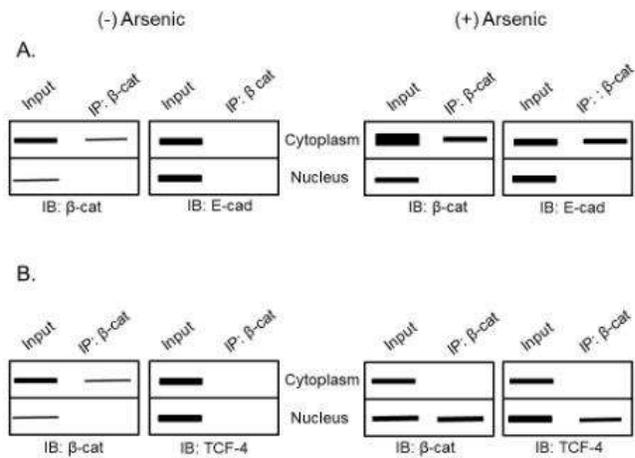 (-) Arsenic (+) Arsenic
A.
Input IP: β-cat Input IP: β cat Input IP: β-cat Input IP: : β-cat
Cytoplasm
Nucleus
IB: β-cat IB: E-cad IB: β-cat IB: E-cad
B.
Input IP: β-cat Input IP: β-cat Input IP: β-cat Input IP: β-cat
Cytoplasm
Nucleus
IB: β-cat IB: TCF-4 IB: β-cat IB: TCF-4